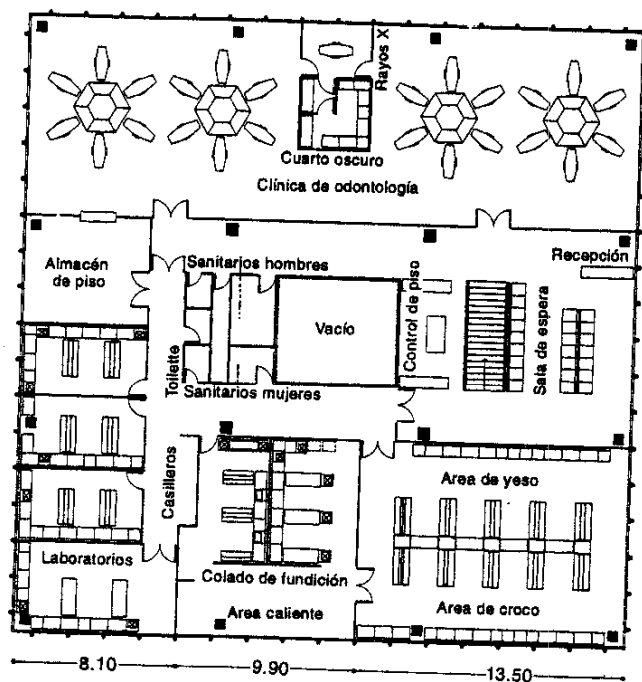 Rayos X
Cuarto oscuro
Clínica de odontología
Recepción
Almacén
de piso
Sanitarios hombres
Vacío
Control de piso
Sala de espera
Toilette
Sanitarios mujeres
Casilleros
Area de yeso
Laboratorios
Colado de fundición
Area caliente
Area de croco
8.10
9.90
13.50